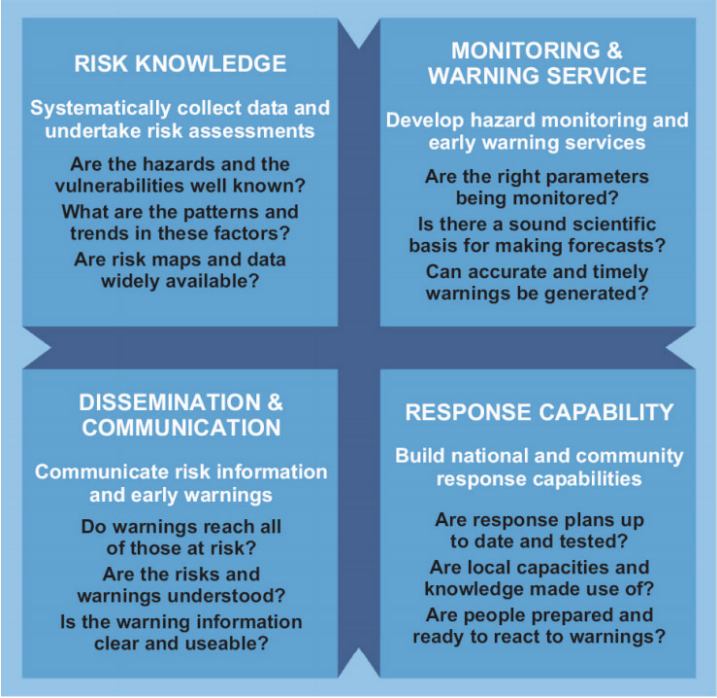 RISK KNOWLEDGE
Systematically collect data and
undertake risk assessments
Are the hazards and the
vulnerabilities well known?
What are the patterns and
trends in these factors?
Are risk maps and data
widely available?
MONITORING &
WARNING SERVICE
Develop hazard monitoring and
early warning services
Are the right parameters
being monitored?
Is there a sound scientific
basis for making forecasts?
Can accurate and timely
warnings be generated?
DISSEMINATION &
COMMUNICATION
Communicate risk information
and early warnings
Do warnings reach all
of those at risk?
Are the risks and
warnings understood?
Is the warning information
clear and useable?
RESPONSE CAPABILITY
Build national and community
response capabilities
Are response plans up
to date and tested?
Are local capacities and
knowledge made use of?
Are people prepared and
ready to react to warnings?